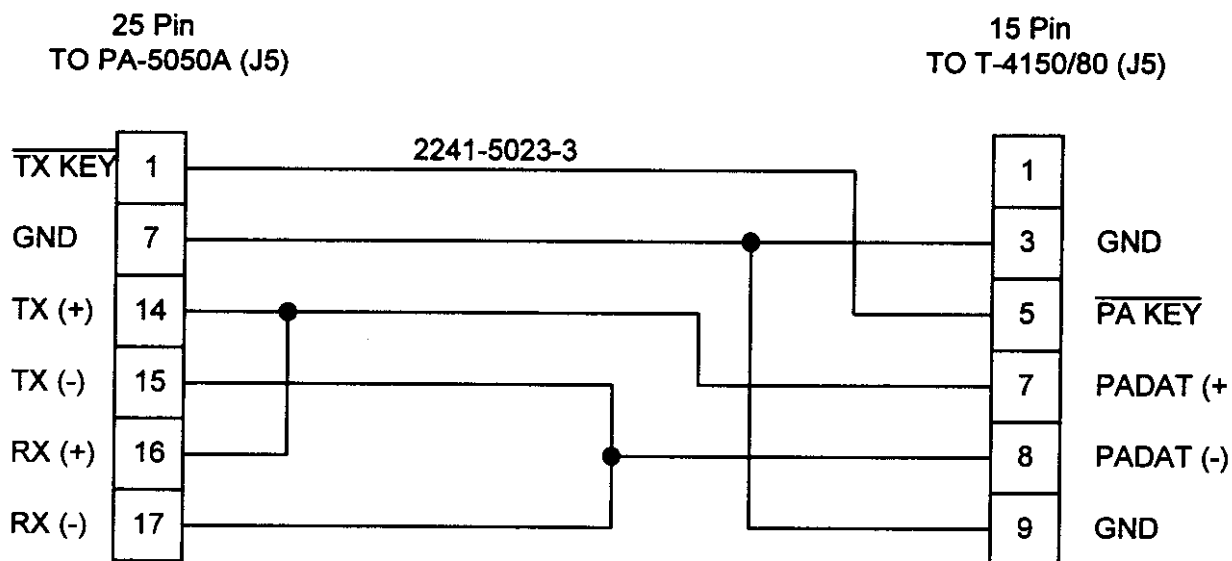 25 Pin
TO PA-5050A (J5)
15 Pin
TO T-4150/80 (J5)
2241-5023-3
TX KEY 1
GND 7
TX (+) 14
TX (-) 15
RX (+) 16
RX (-) 17
1
3 GND
5 PA KEY
7 PADAT (+
8 PADAT (-)
9 GND